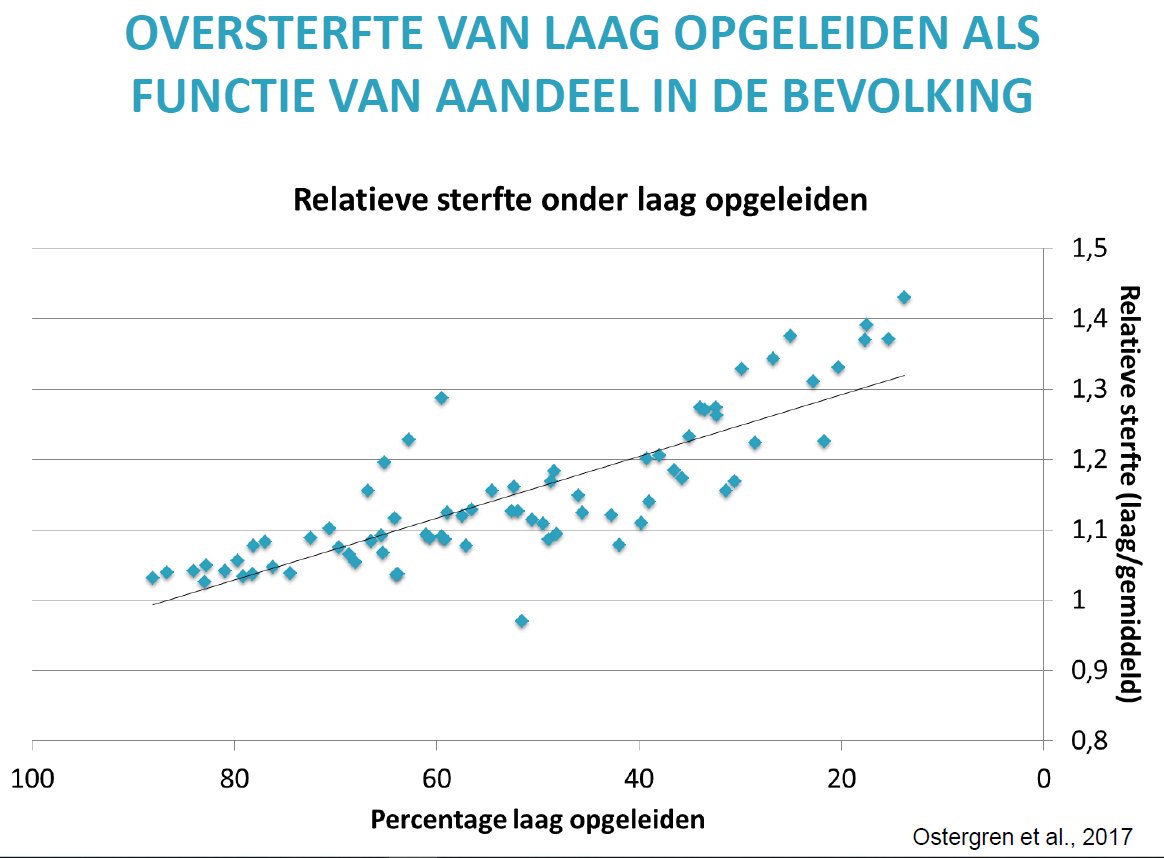 OVERSTERFTE VAN LAAG OPGELEIDEN ALS
FUNCTIE VAN AANDEEL IN DE BEVOLKING
Relatieve sterfte onder laag opgeleiden
1,5
1,4
1,3
1,2
1,1
1
0,9
0,8
Relatieve sterfte (laag/gemiddeld)
100 80 60 40 20 0
Percentage laag opgeleiden
Ostergren et al., 2017